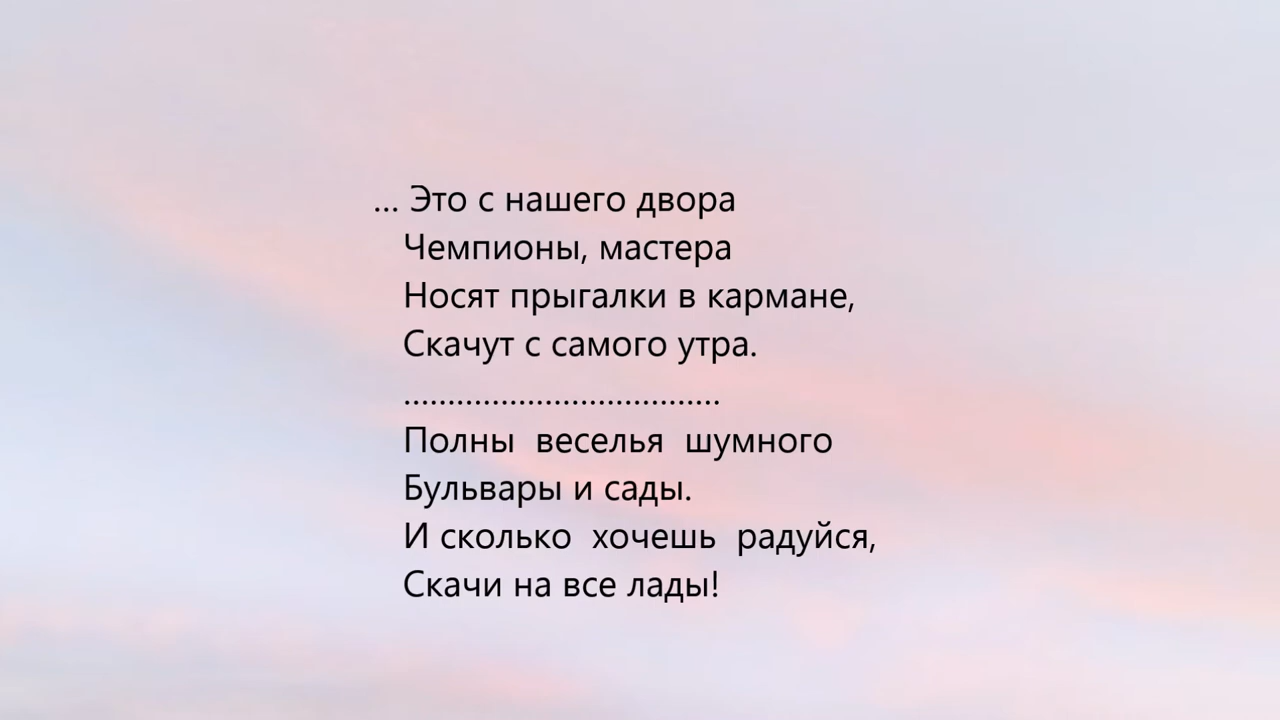 ... Это с нашего двора
Чемпионы, мастера
Носят прыгалки в кармане,
Скачут с самого утра.
....................................
Полны веселья шумного
Бульвары и сады.
И сколько хочешь радуйся,
Скачи на все лады!